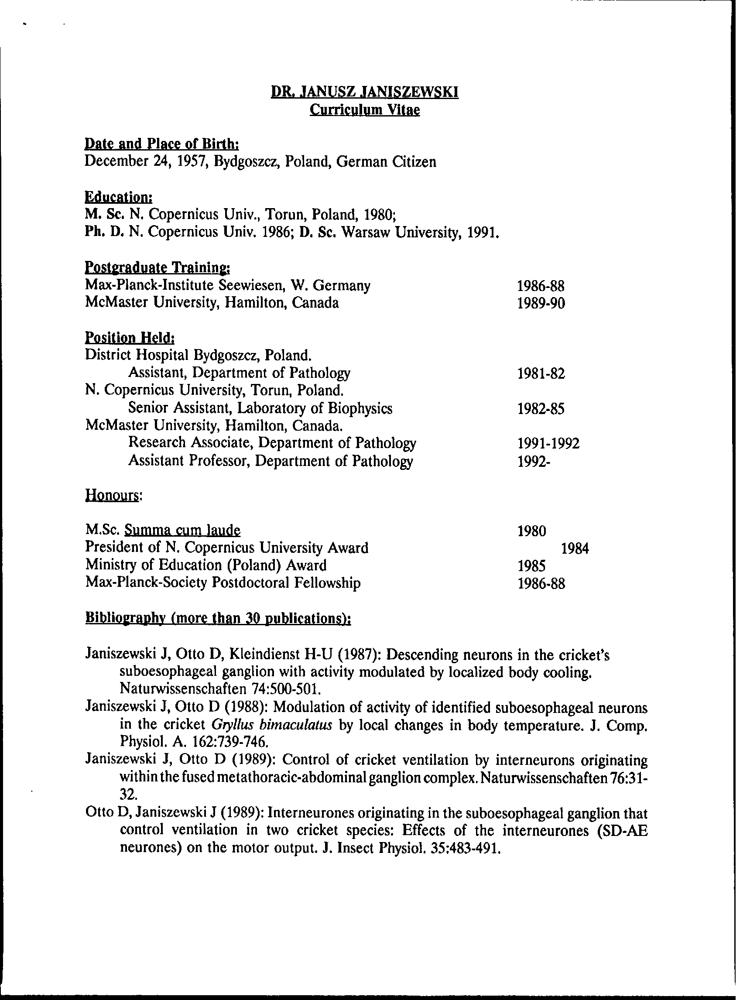 DR. JANUSZ JANISZEWSKI
Curriculum Vitae
Date and Place of Birth:
December 24, 1957, Bydgoszcz, Poland, German Citizen
Education:
M. Sc. N. Copernicus Univ., Torun, Poland, 1980;
Ph. D. N. Copernicus Univ. 1986; D. Sc. Warsaw University, 1991.
Postgraduate Training:
Max-Planck-Institute Seewiesen, W. Germany 1986-88
McMaster University, Hamilton, Canada 1989-90
Position Held:
District Hospital Bydgoszcz, Poland.
Assistant, Department of Pathology 1981-82
N. Copernicus University, Torun, Poland.
Senior Assistant, Laboratory of Biophysics 1982-85
McMaster University, Hamilton, Canada.
Research Associate, Department of Pathology 1991-1992
Assistant Professor, Department of Pathology 1992-
Honours:
M.Sc. Summa cum laude 1980
President of N. Copernicus University Award 1984
Ministry of Education (Poland) Award 1985
Max-Planck-Society Postdoctoral Fellowship 1986-88
Bibliography (more than 30 publications):
Janiszewski J, Otto D, Kleindienst H-U (1987): Descending neurons in the cricket's
suboesophageal ganglion with activity modulated by localized body cooling.
Naturwissenschaften 74:500-501.
Janiszewski J, Otto D (1988): Modulation of activity of identified suboesophageal neurons
in the cricket Gryllus bimaculatus by local changes in body temperature. J. Comp.
Physiol. A. 162:739-746.
Janiszewski J, Otto D (1989): Control of cricket ventilation by interneurons originating
within the fused metathoracic-abdominal ganglion complex. Naturwissenschaften 76:31-
32.
Otto D, Janiszewski J (1989): Interneurones originating in the suboesophageal ganglion that
control ventilation in two cricket species: Effects of the interneurones (SD-AE
neurones) on the motor output. J. Insect Physiol. 35:483-491.